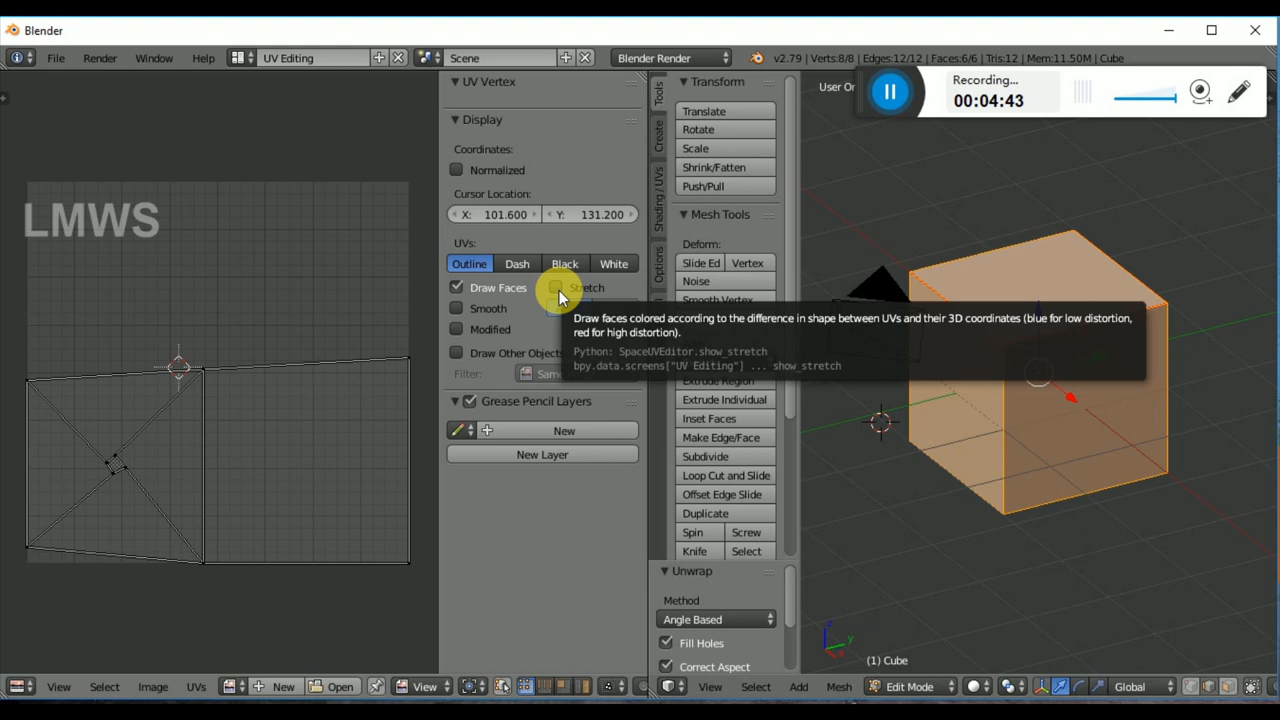 Blender
File Render Window Help UV Editing Scene Blender Render v2.79 | Verts:8/8 | Edges:12/12 | Faces:6/6 | Tris:12 | Mem:11.50M | Cube
Recording...
00:04:43
User Or
LMWS
UV Vertex
Display
Coordinates:
Normalized
Cursor Location:
X: 101.600 Y: 131.200
UVs:
Outline Dash Black White
Draw Faces Stretch
Smooth
Modified
Draw Other Objects
Filter: Sam
Grease Pencil Layers
New
New Layer
Draw faces colored according to the difference in shape between UVs and their 3D coordinates (blue for low distortion,
red for high distortion).
Python: SpaceUVEditor.show_stretch
bpy.data.screens["UV Editing"] ... show_stretch
Tools
Create
Shading / UVs
Options
Transform
Translate
Rotate
Scale
Shrink/Fatten
Push/Pull
Mesh Tools
Deform:
Slide Ed Vertex
Noise
Smooth Vertex
Extrude Region
Extrude Individual
Inset Faces
Make Edge/Face
Subdivide
Loop Cut and Slide
Offset Edge Slide
Duplicate
Spin Screw
Knife Select
Unwrap
Method
Angle Based
Fill Holes
Correct Aspect
z
y
(1) Cube
View Select Image UVs New Open View
View Select Add Mesh Edit Mode Global